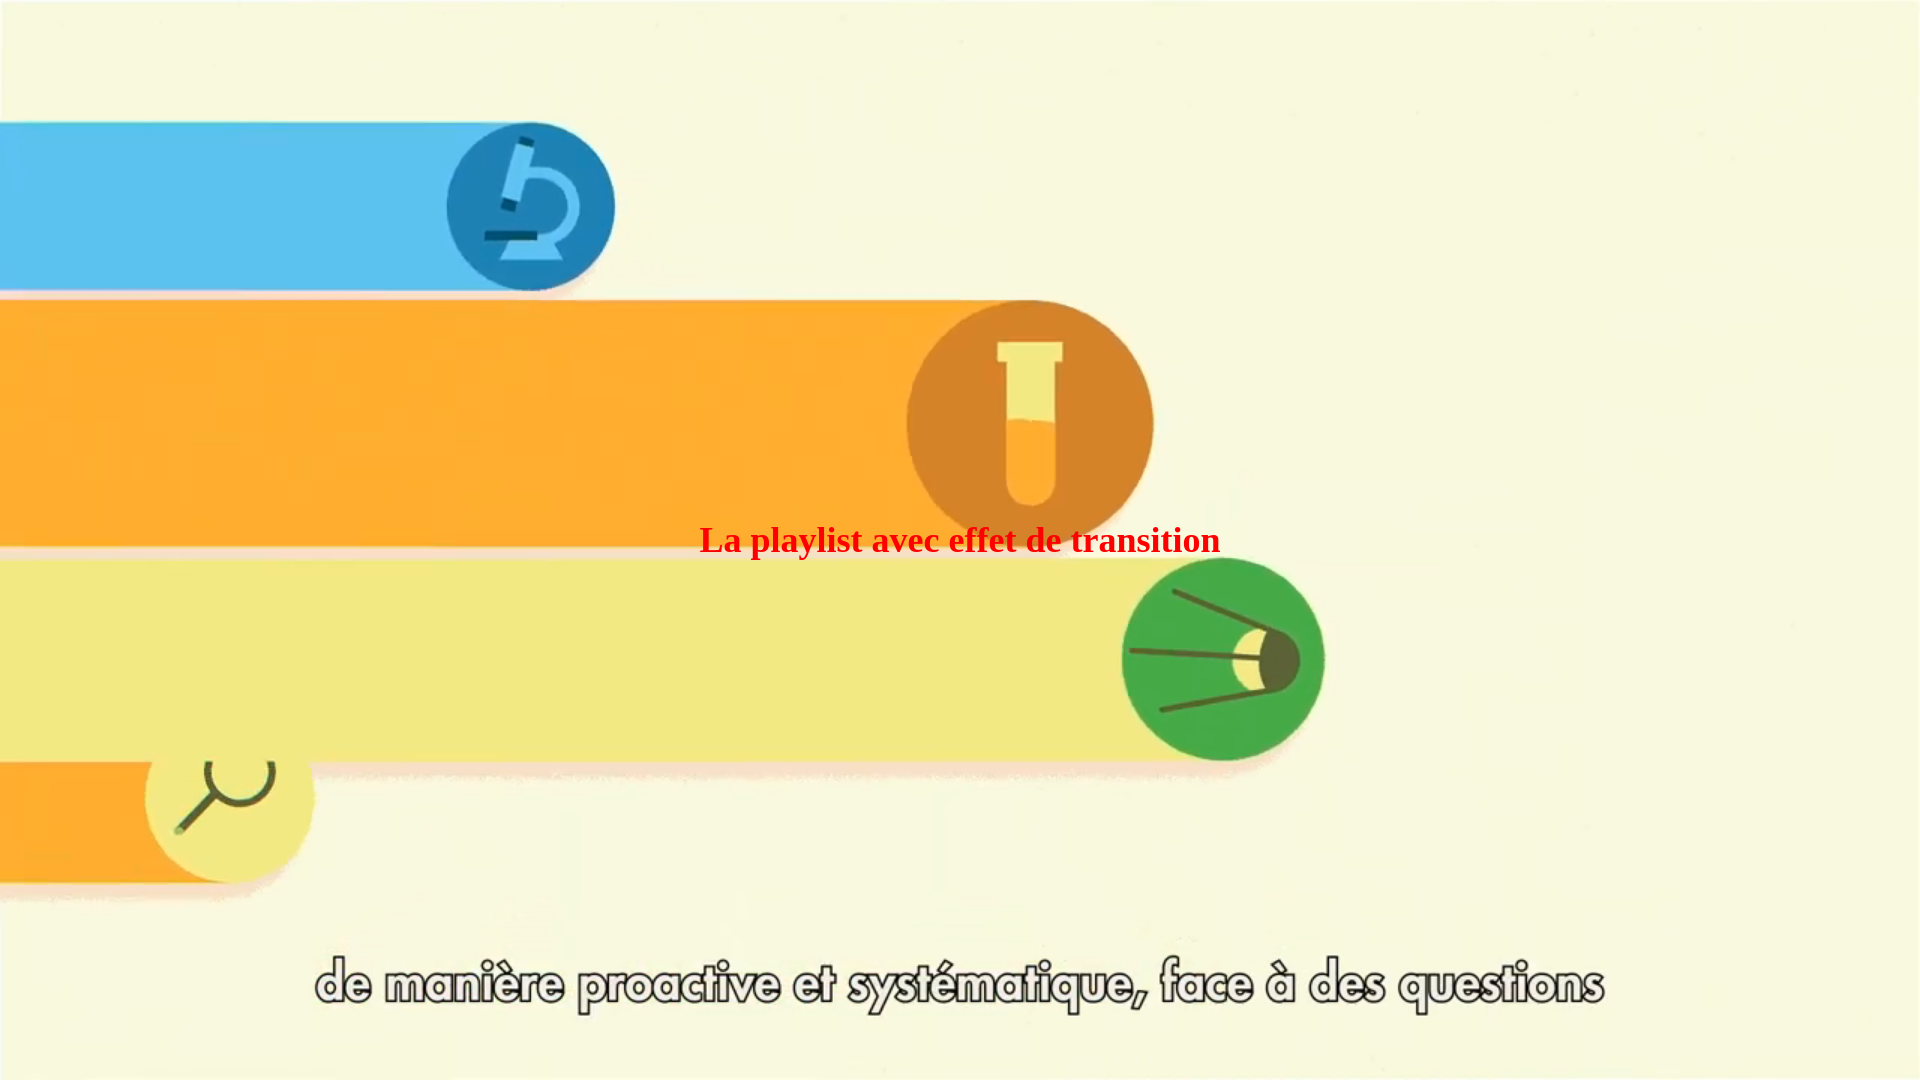 La playlist avec effet de transition
de manière proactive et systématique, face à des questions